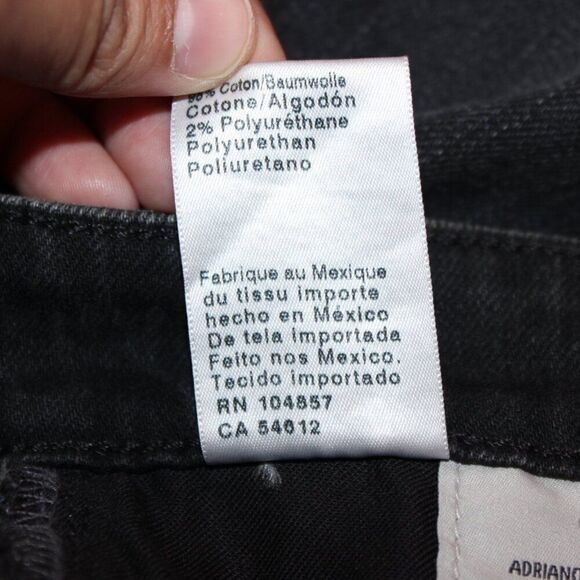 98% Coton/Baumwolle
Cotone/Algodón
2% Polyuréthane
Polyurethan
Poliuretano
Fabrique au Mexique
du tissu importe
hecho en México
De tela importada
Feito nos Mexico.
Tecido importado
RN 104857
CA 54612
ADRIANO